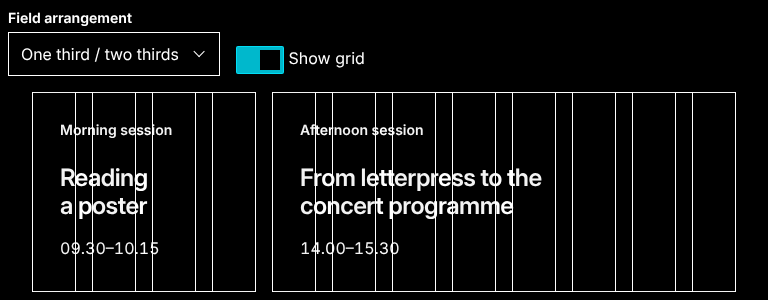 Field arrangement
One third / two thirds
Show grid
Morning session
Reading
a poster
09.30–10.15
Afternoon session
From letterpress to the
concert programme
14.00–15.30